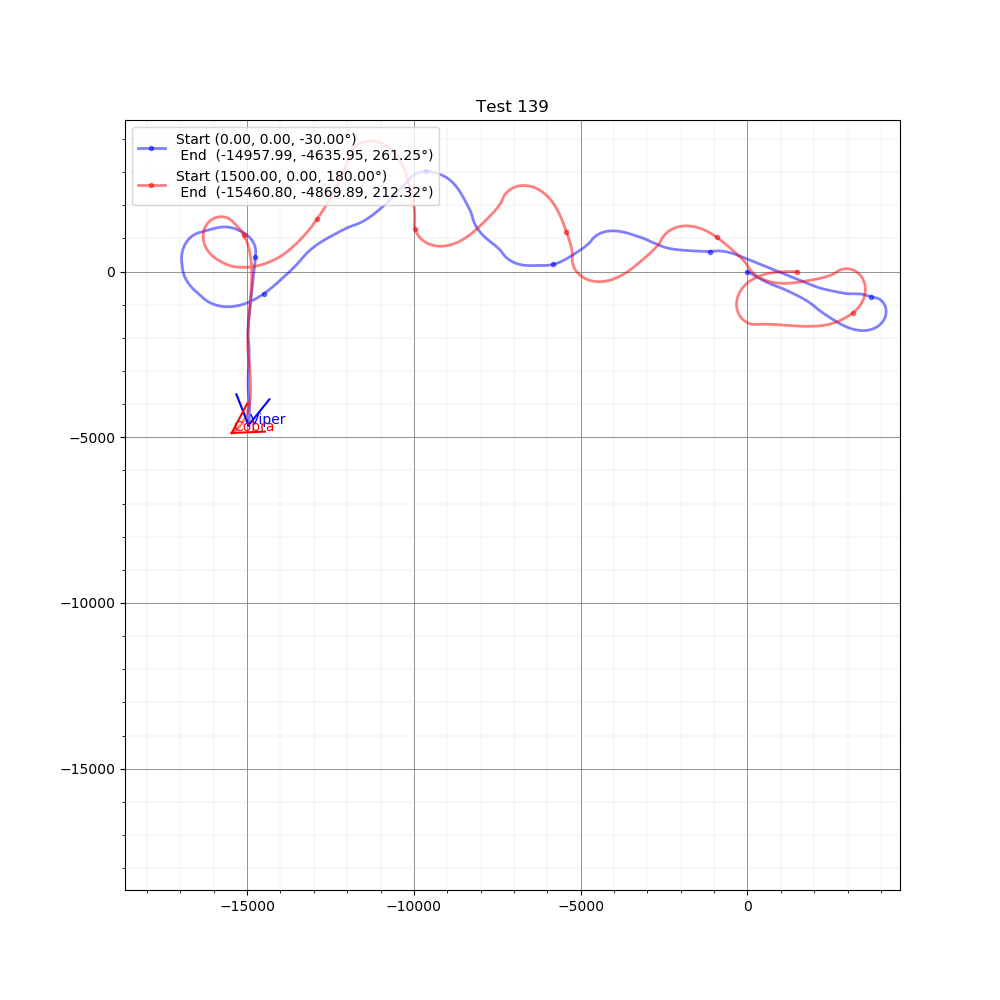 Test 139
Start (0.00, 0.00, -30.00°)
End (-14957.99, -4635.95, 261.25°)
Start (1500.00, 0.00, 180.00°)
End (-15460.80, -4869.89, 212.32°)
0
−5000
−10000
−15000
Viper
Cobra
−15000
−10000
−5000
0